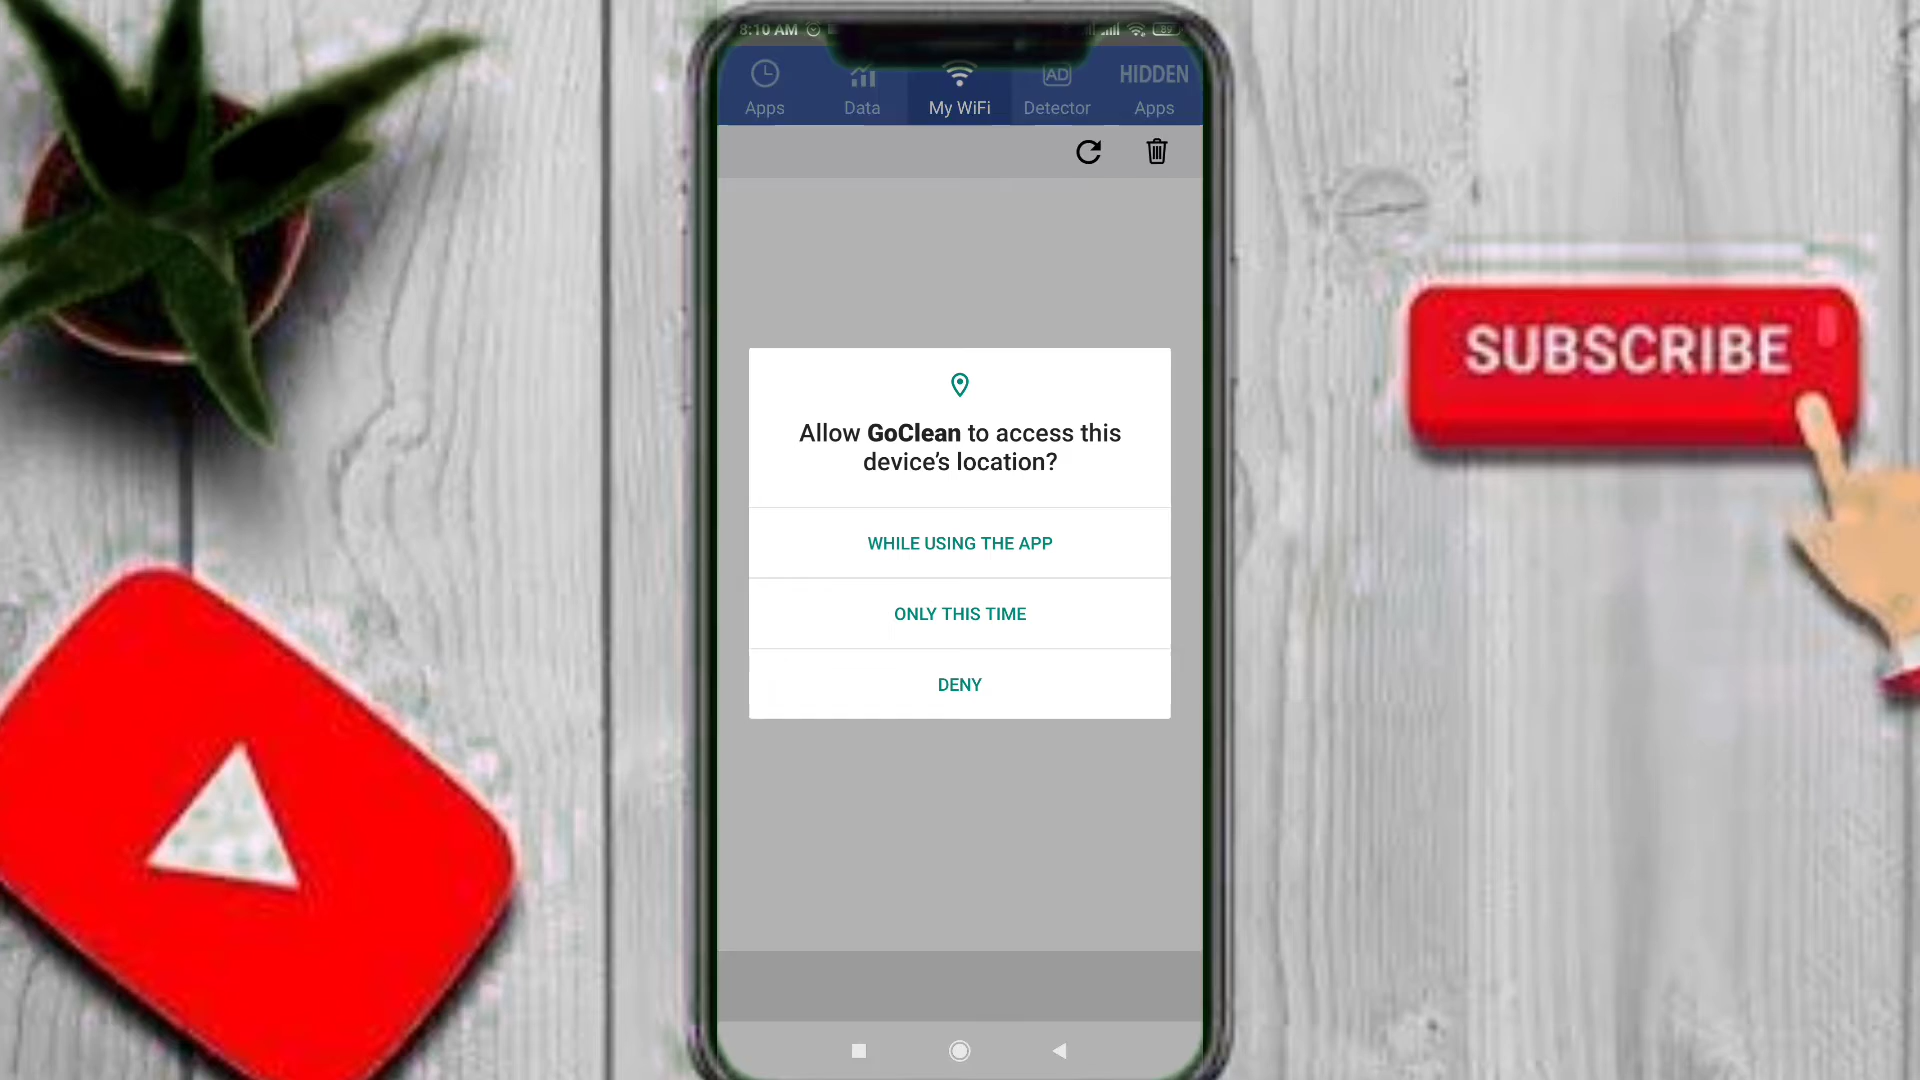 8:10 AM
89
Apps
Data
My WiFi
AD
Detector
HIDDEN
Apps
Allow GoClean to access this
device's location?
WHILE USING THE APP
ONLY THIS TIME
DENY
SUBSCRIBE